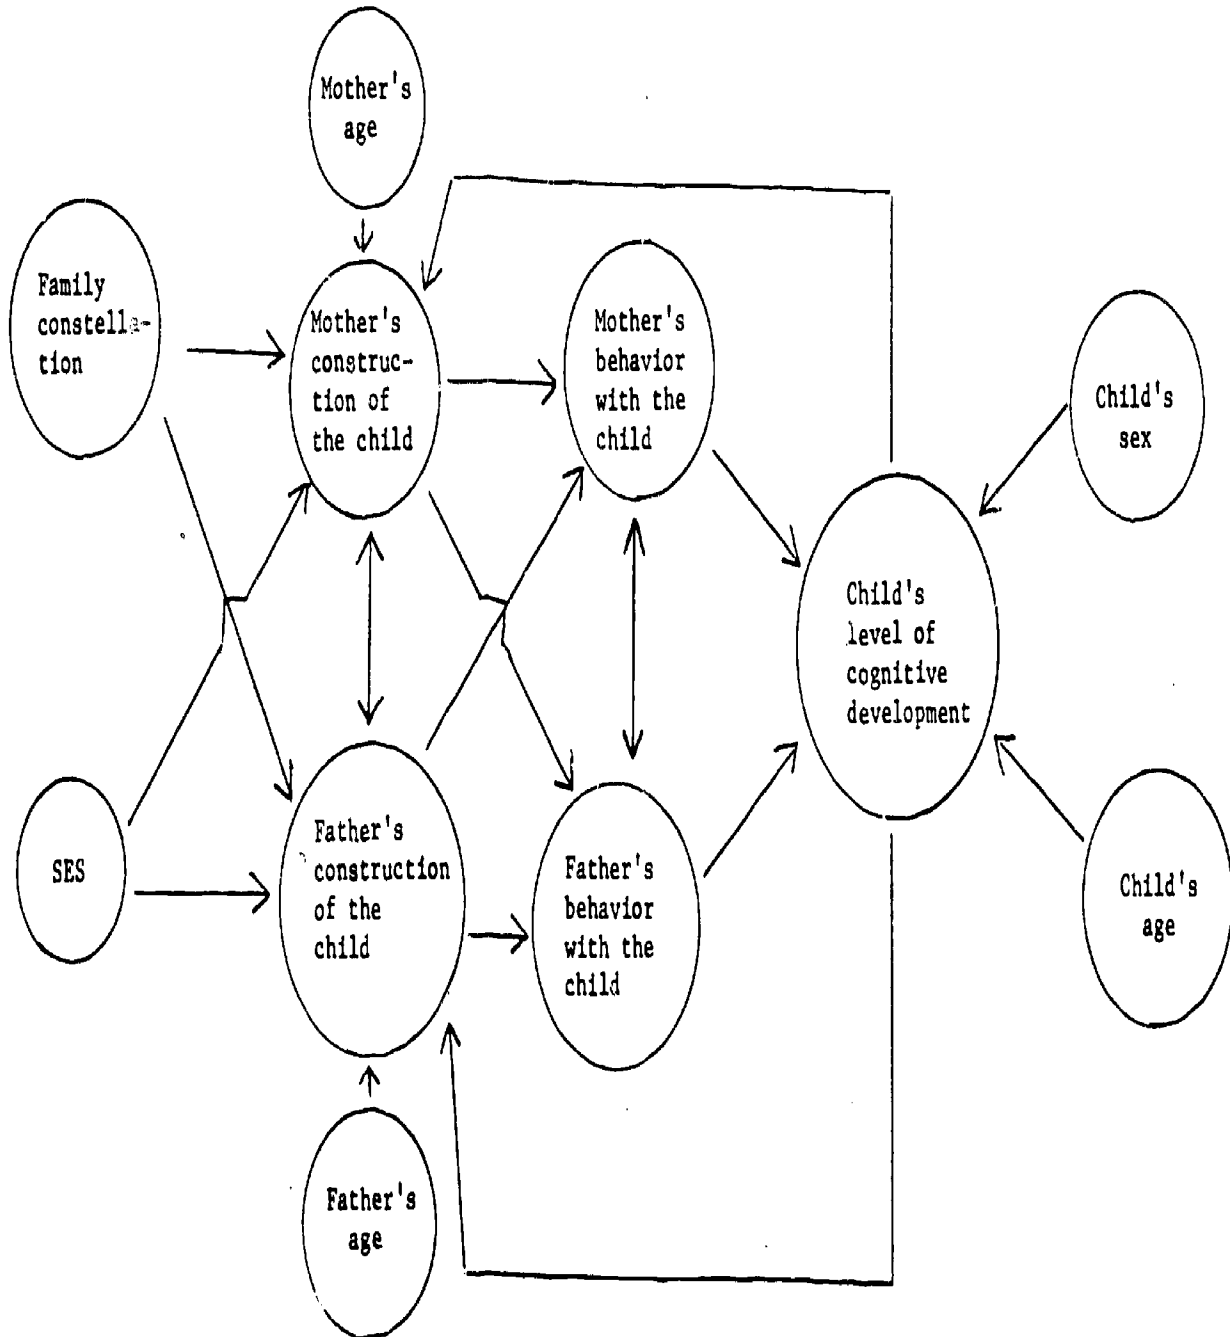 Mother's
age
Family
constella-
tion
Mother's
construc-
tion of
the child
Mother's
behavior
with the
child
Child's
sex
Child's
level of
cognitive
development
SES
Father's
construction
of the
child
Father's
behavior
with the
child
Child's
age
Father's
age